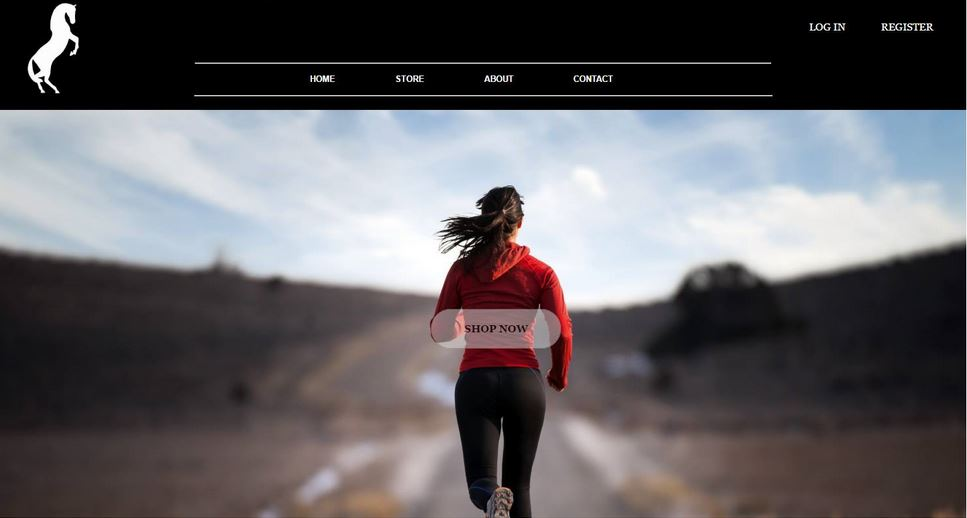 LOG IN REGISTER
HOME STORE ABOUT CONTACT
SHOP NOW